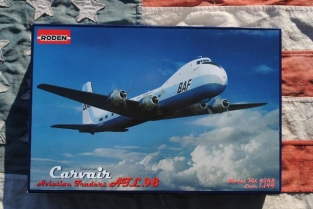 RODEN
BAF
Carvair
Aviation Traders ATL.98